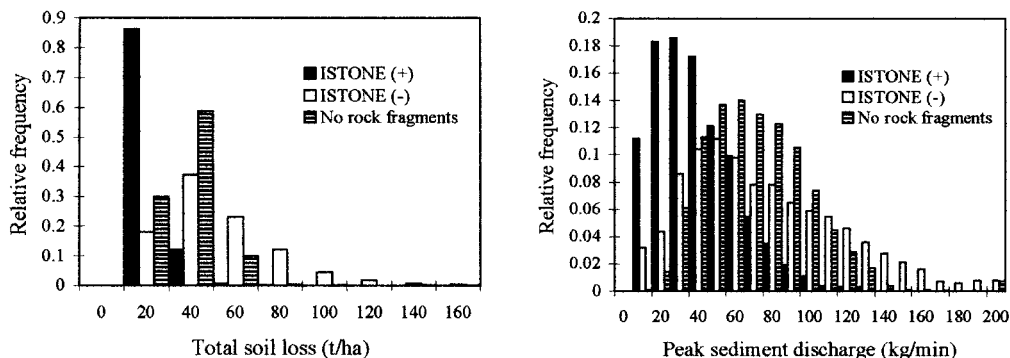 0.9
0.8
0.7
0.6
0.5
0.4
0.3
0.2
0.1
0
Relative frequency
ISTONE (+)
ISTONE (-)
No rock fragments
0 20 40 60 80 100 120 140 160
Total soil loss (t/ha)
0.2
0.18
0.16
0.14
0.12
0.1
0.08
0.06
0.04
0.02
0
Relative frequency
ISTONE (+)
ISTONE (-)
No rock fragments
0 20 40 60 80 100 120 140 160 180 200
Peak sediment discharge (kg/min)